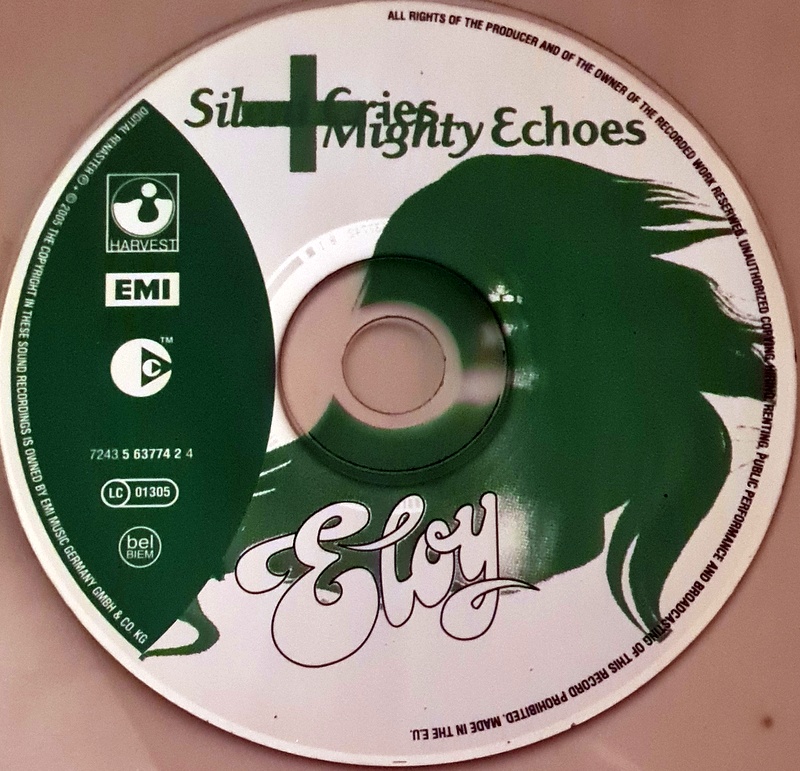 Silent Cries
Mighty Echoes
HARVEST
EMI
C
TM
7243 5 63774 2 4
LC 01305
bel
BIEM
Eloy
DIGITAL REMASTER ℗ + © 2005 THE COPYRIGHT IN THESE SOUND RECORDINGS IS OWNED BY EMI MUSIC GERMANY GMBH & CO KG
ALL RIGHTS OF THE PRODUCER AND OF THE OWNER OF THE RECORDED WORK RESERVED. UNAUTHORIZED COPYING, HIRING, RENTING, PUBLIC PERFORMANCE AND BROADCASTING OF THIS RECORD PROHIBITED. MADE IN THE E.U.